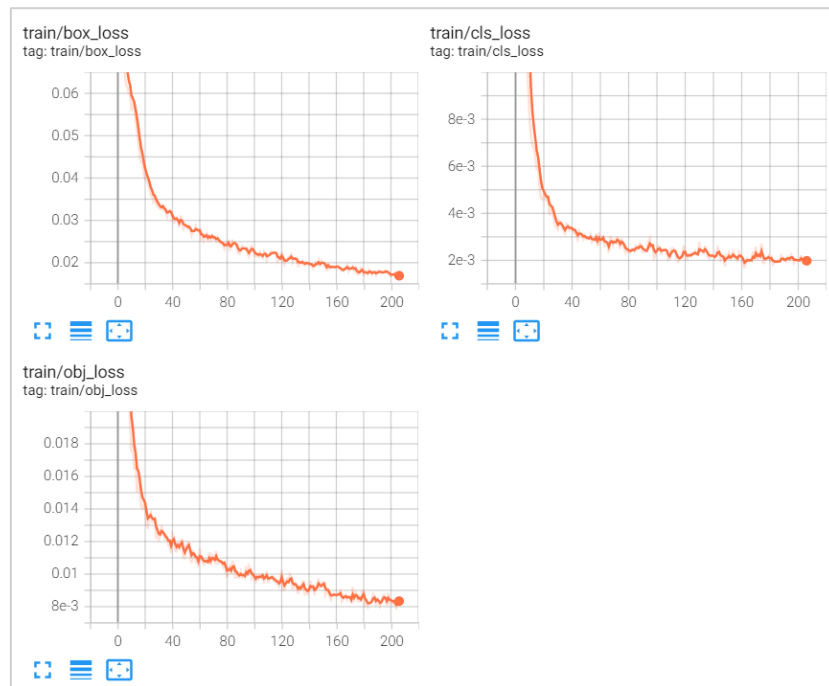 train/box_loss
tag: train/box_loss
0.06
0.05
0.04
0.03
0.02
0 40 80 120 160 200
train/cls_loss
tag: train/cls_loss
8e-3
6e-3
4e-3
2e-3
0 40 80 120 160 200
train/obj_loss
tag: train/obj_loss
0.018
0.016
0.014
0.012
0.01
8e-3
0 40 80 120 160 200